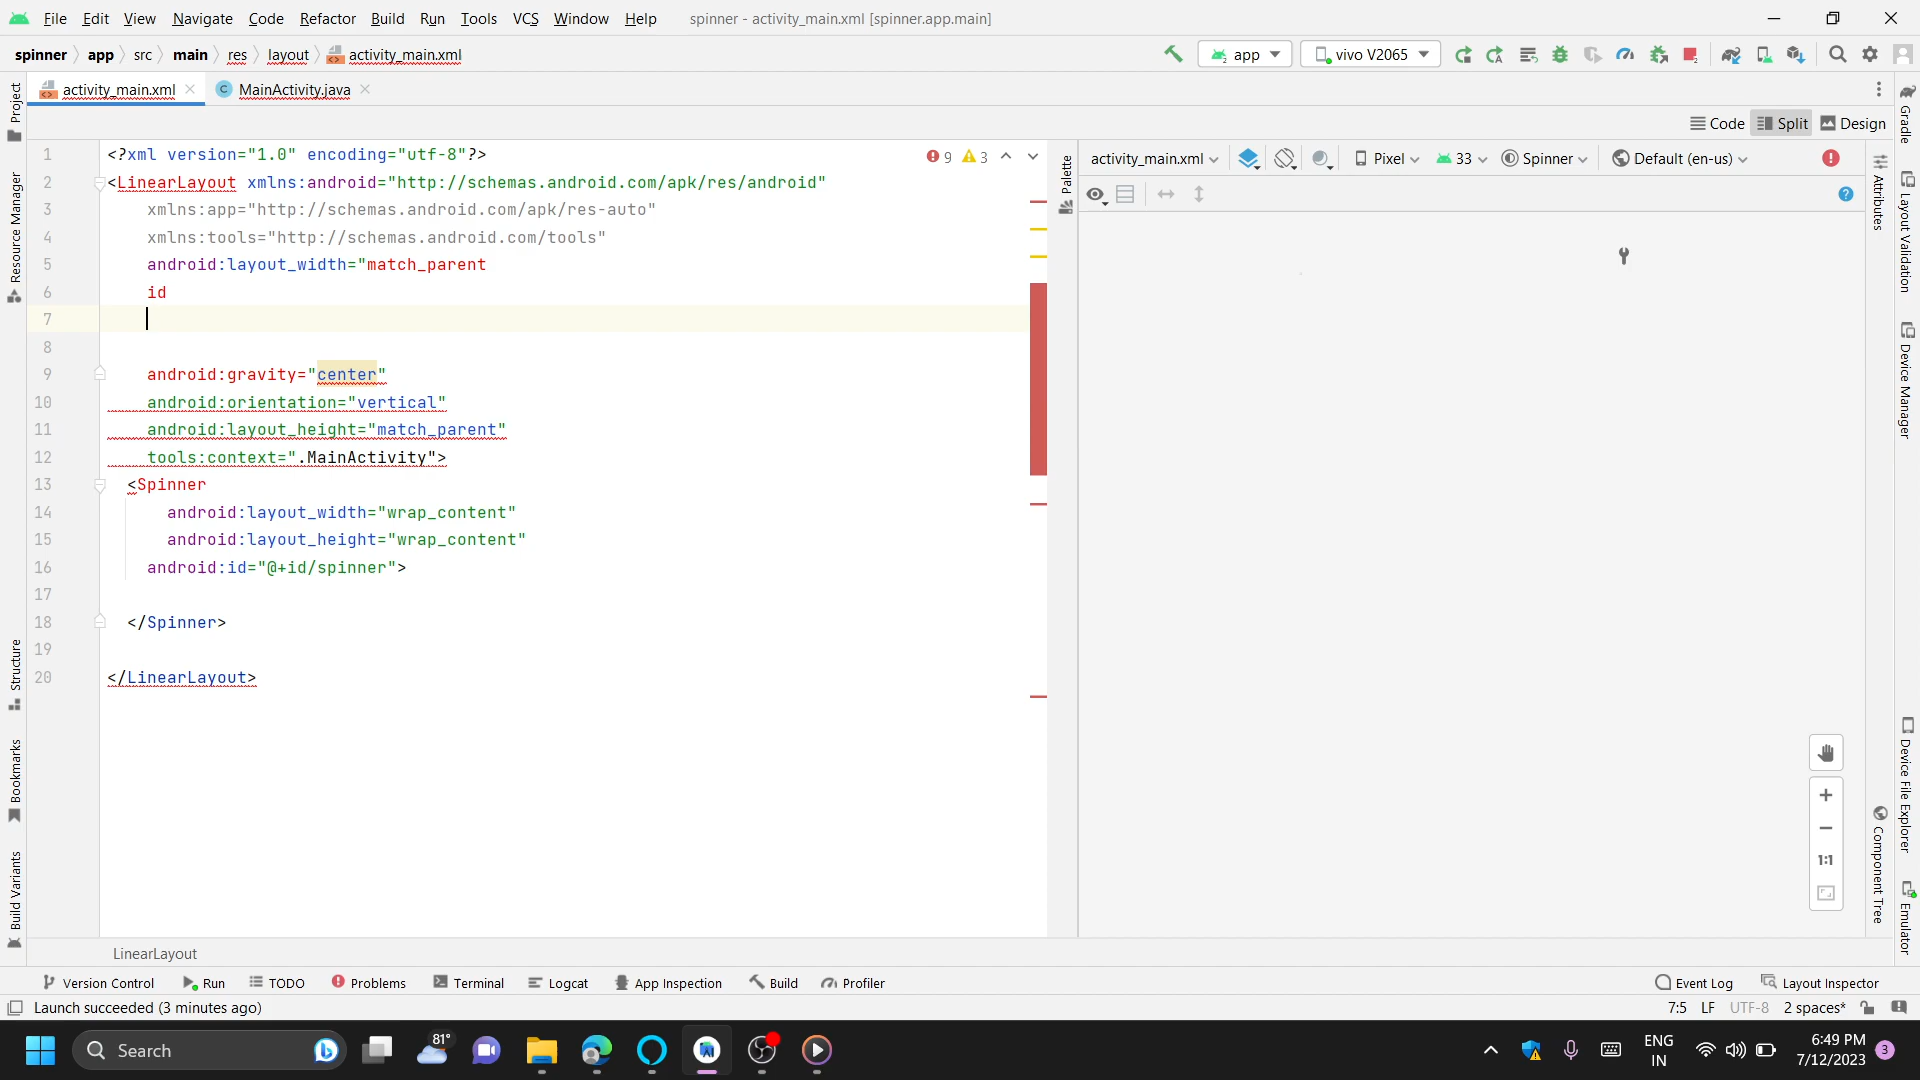 File Edit View Navigate Code Refactor Build Run Tools VCS Window Help spinner - activity_main.xml [spinner.app.main]
spinner app src main res layout activity_main.xml app vivo V2065
activity_main.xml MainActivity.java
Code Split Design
activity_main.xml Pixel 33 Spinner Default (en-us)
9 3
1 <?xml version="1.0" encoding="utf-8"?>
2 <LinearLayout xmlns:android="http://schemas.android.com/apk/res/android"
3 xmlns:app="http://schemas.android.com/apk/res-auto"
4 xmlns:tools="http://schemas.android.com/tools"
5 android:layout_width="match_parent
6 id
7
8
9 android:gravity="center"
10 android:orientation="vertical"
11 android:layout_height="match_parent"
12 tools:context=".MainActivity">
13 <Spinner
14 android:layout_width="wrap_content"
15 android:layout_height="wrap_content"
16 android:id="@+id/spinner">
17
18 </Spinner>
19
20 </LinearLayout>
Project
Resource Manager
Structure
Bookmarks
Build Variants
Palette
1:1
Attributes
Component Tree
Gradle
Layout Validation
Device Manager
Device File Explorer
Emulator
LinearLayout
Version Control Run TODO Problems Terminal Logcat App Inspection Build Profiler Event Log Layout Inspector
Launch succeeded (3 minutes ago) 7:5 LF UTF-8 2 spaces*
Search 81° ENG 6:49 PM
IN 7/12/2023 3